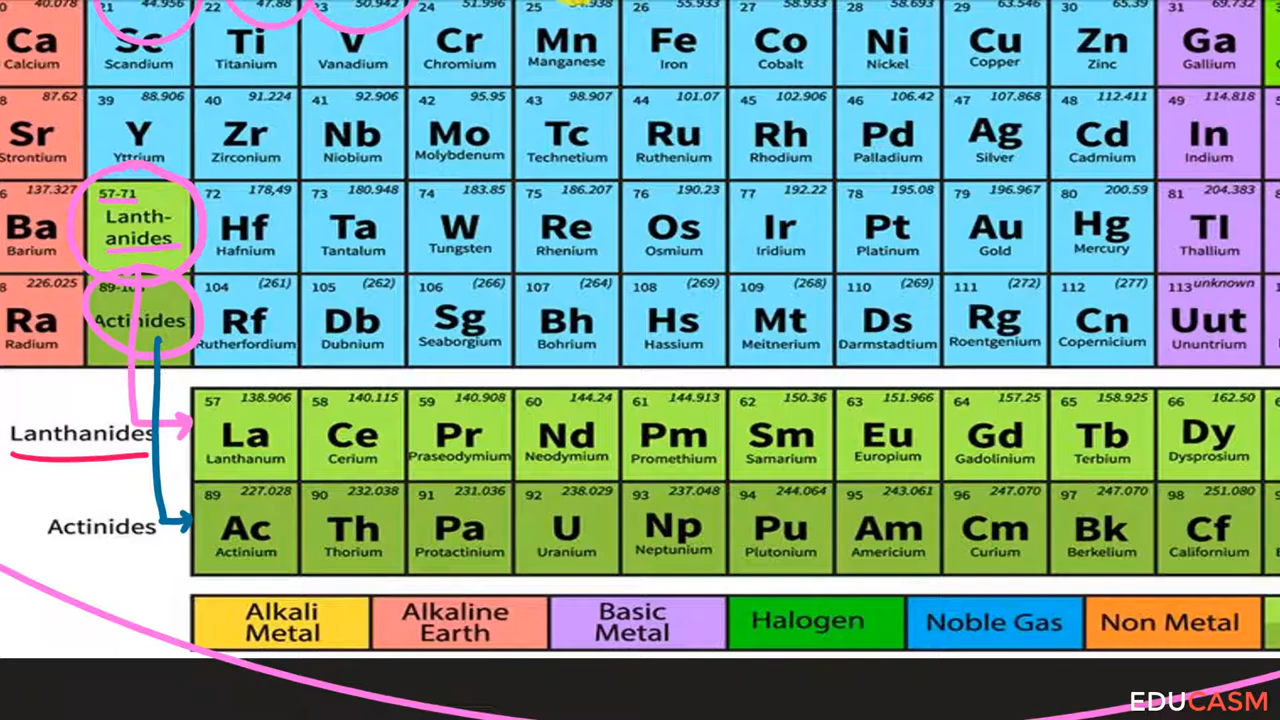 40.078 21 44.956 22 47.88 23 50.942 24 51.996 25 26 55.933 27 58.933 28 58.693 29 63.546 30 65.39 31 69.732
Ca Sc Ti V Cr Mn Fe Co Ni Cu Zn Ga
Calcium Scandium Titanium Vanadium Chromium Manganese Iron Cobalt Nickel Copper Zinc Gallium
8 87.62 39 88.906 40 91.224 41 92.906 42 95.95 43 98.907 44 101.07 45 102.906 46 106.42 47 107.868 48 112.411 49 114.818
Sr Y Zr Nb Mo Tc Ru Rh Pd Ag Cd In
Strontium Yttrium Zirconium Niobium Molybdenum Technetium Ruthenium Rhodium Palladium Silver Cadmium Indium
6 137.327 57-71 72 178,49 73 180.948 74 183.85 75 186.207 76 190.23 77 192.22 78 195.08 79 196.967 80 200.59 81 204.383
Ba Lanth- Hf Ta W Re Os Ir Pt Au Hg Tl
anides
Barium Hafnium Tantalum Tungsten Rhenium Osmium Iridium Platinum Gold Mercury Thallium
8 226.025 104 (261) 105 (262) 106 (266) 107 (264) 108 (269) 109 (268) 110 (269) 111 (272) 112 (277) 113 unknown
Ra Actinides Rf Db Sg Bh Hs Mt Ds Rg Cn Uut
Radium Rutherfordium Dubnium Seaborgium Bohrium Hassium Meitnerium Darmstadtium Roentgenium Copernicium Ununtrium
57 138.906 58 140.115 59 140.908 60 144.24 61 144.913 62 150.36 63 151.966 64 157.25 65 158.925 66 162.50
Lanthanides La Ce Pr Nd Pm Sm Eu Gd Tb Dy
Lanthanum Cerium Praseodymium Neodymium Promethium Samarium Europium Gadolinium Terbium Dysprosium
89 227.028 90 232.038 91 231.036 92 238.029 93 237.048 94 244.064 95 243.061 96 247.070 97 247.070 98 251.080
Actinides Ac Th Pa U Np Pu Am Cm Bk Cf
Actinium Thorium Protactinium Uranium Neptunium Plutonium Americium Curium Berkelium Californium
Alkali Metal Alkaline Earth Basic Metal Halogen Noble Gas Non Metal
EDUCASM